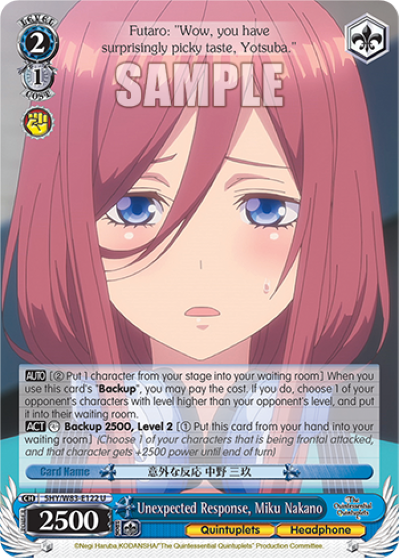 LEVEL
2
1
COST
Futaro: "Wow, you have
surprisingly picky taste, Yotsuba."
SAMPLE
AUTO [② Put 1 character from your stage into your waiting room] When you
use this card's "Backup", you may pay the cost. If you do, choose 1 of your
opponent's characters with level higher than your opponent's level, and put
it into their waiting room.
ACT Backup 2500, Level 2 [① Put this card from your hand into your
waiting room] (Choose 1 of your characters that is being frontal attacked,
and that character gets +2500 power until end of turn)
Card Name
意外な反応 中野 三玖
CH
5HY/W83-E172 U
Unexpected Response, Miku Nakano
The Quintessential Quintuplets
2500
Quintuplets
Headphone
©Negi Haruba,KODANSHA/"The Quintessential Quintuplets" Production Committee